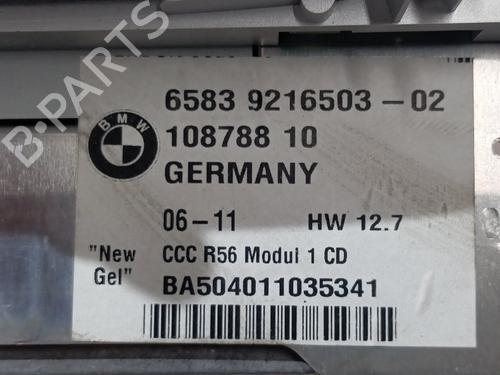 6583 9216503-02
108788 10
BMW
GERMANY
06-11 HW 12.7
"New Gel"
CCC R56 Modul 1 CD
BA504011035341
B-PARTS